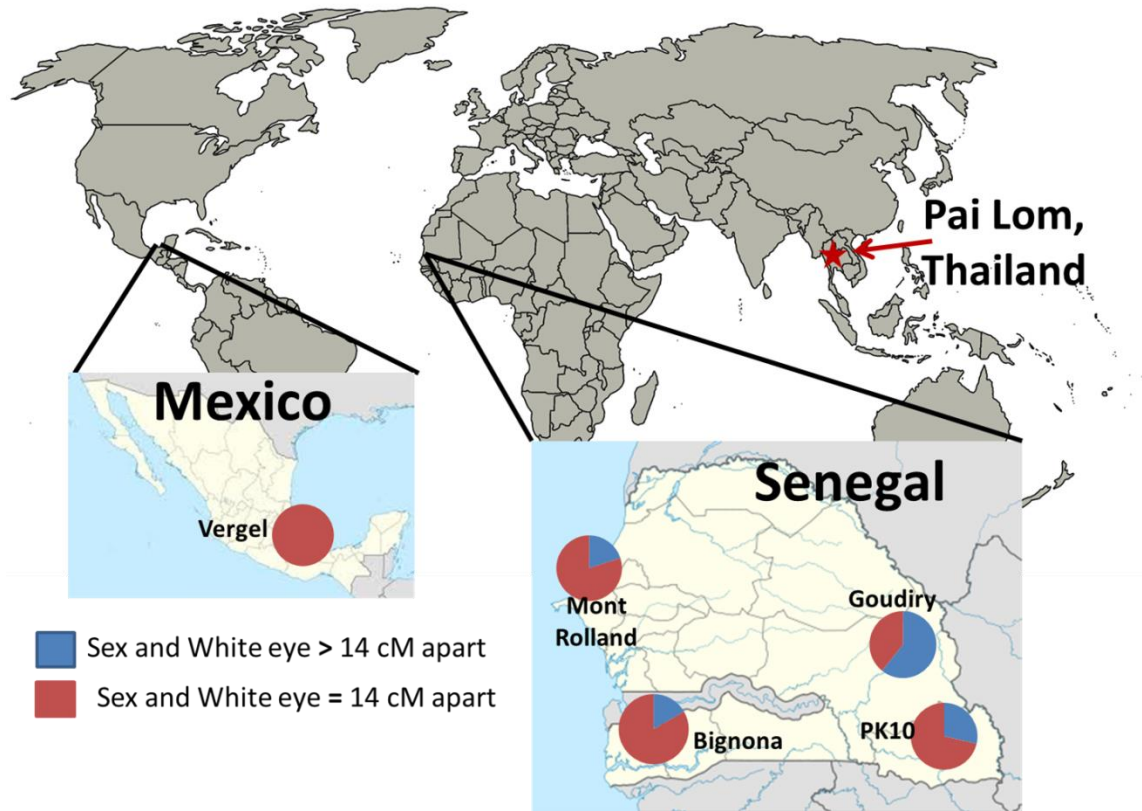 Pai Lom,
Thailand
Mexico
Vergel
Senegal
Mont
Rolland
Goudiry
Bignona
PK10
Sex and White eye > 14 cM apart
Sex and White eye = 14 cM apart